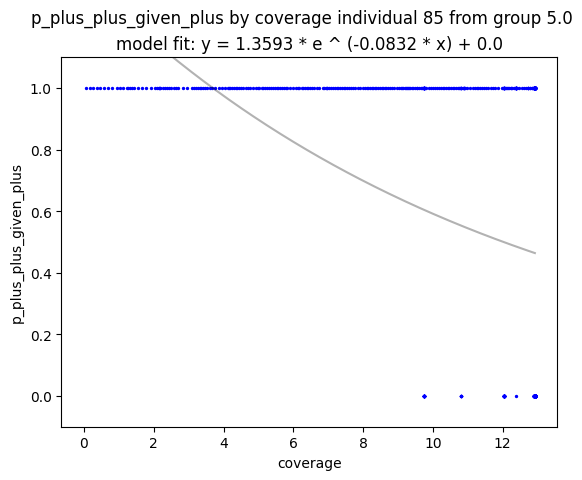 p_plus_plus_given_plus by coverage individual 85 from group 5.0
model fit: y = 1.3593 * e ^ (-0.0832 * x) + 0.0
1.0
0.8
0.6
0.4
0.2
0.0
p_plus_plus_given_plus
0 2 4 6 8 10 12
coverage